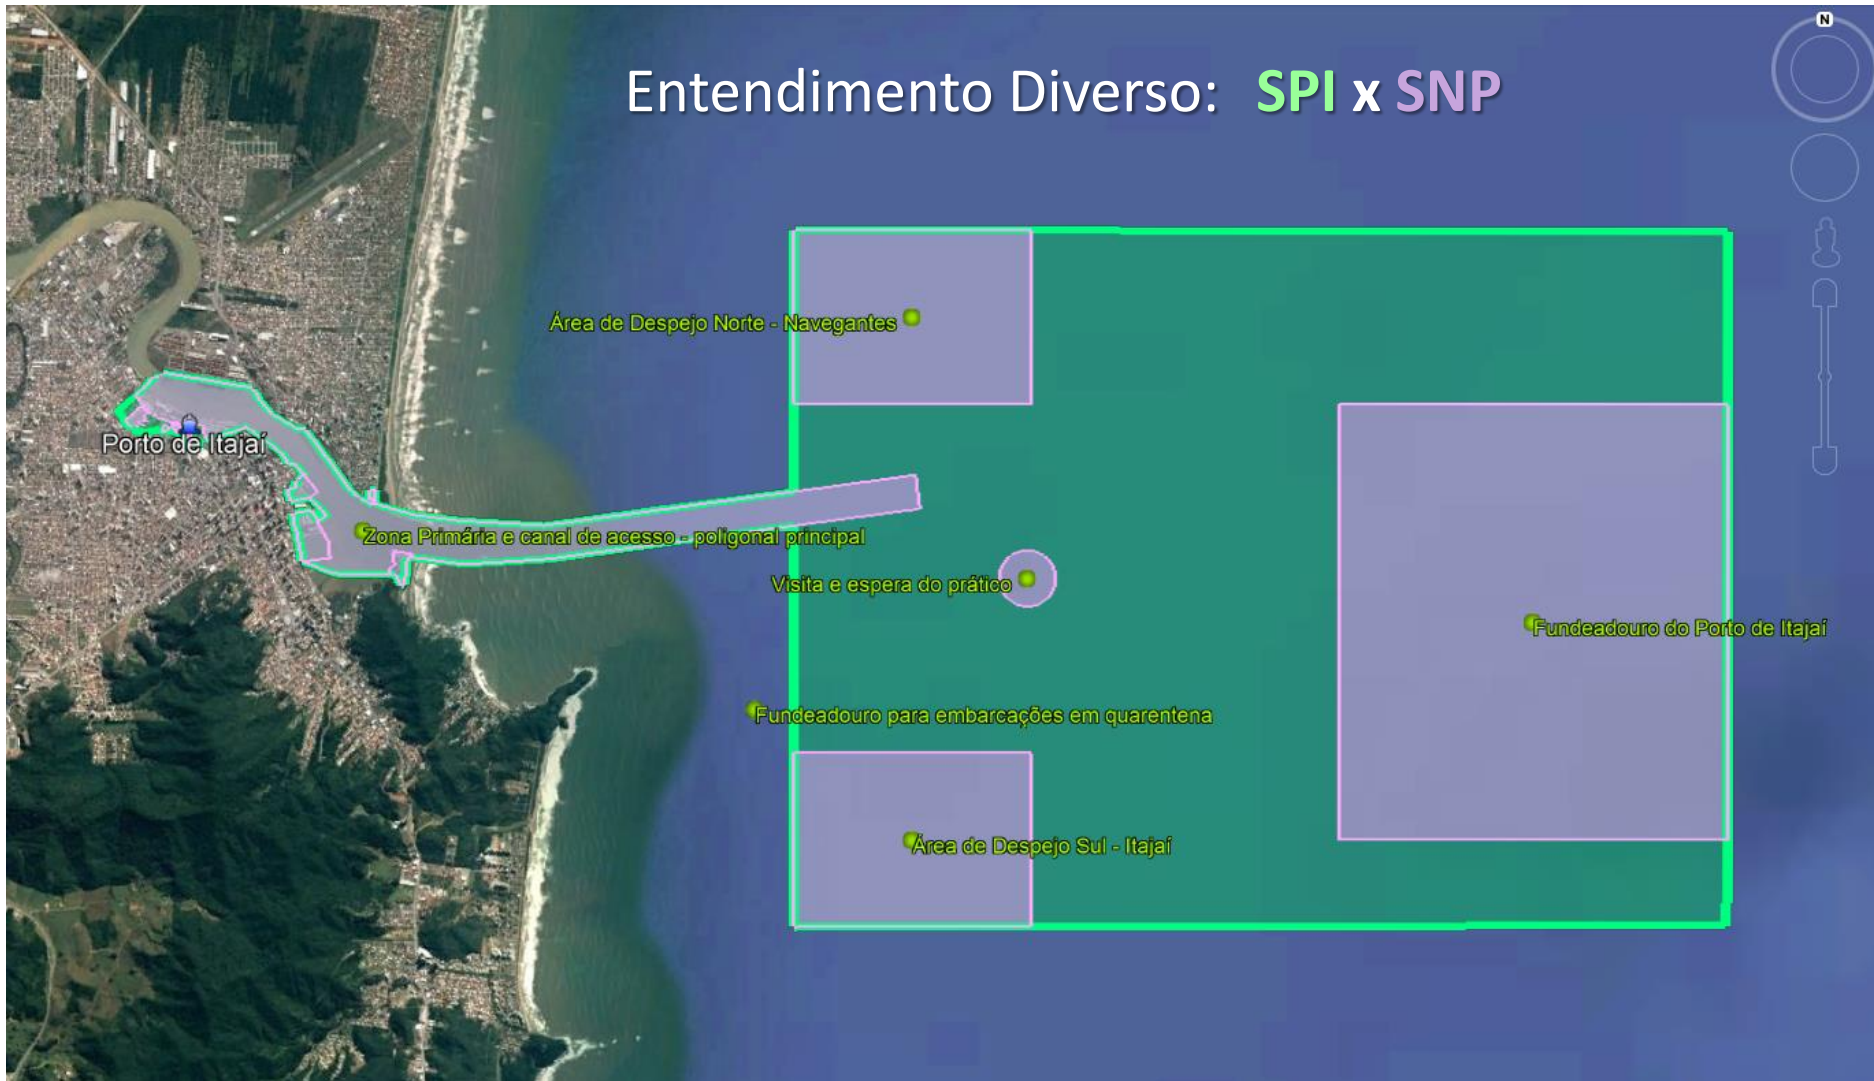 N
Entendimento Diverso: SPI x SNP
Área de Despejo Norte - Navegantes
Porto de Itajaí
Zona Primária e canal de acesso - poligonal principal
Visita e espera do prático
Fundeadouro do Porto de Itajaí
Fundeadouro para embarcações em quarentena
Área de Despejo Sul - Itajaí